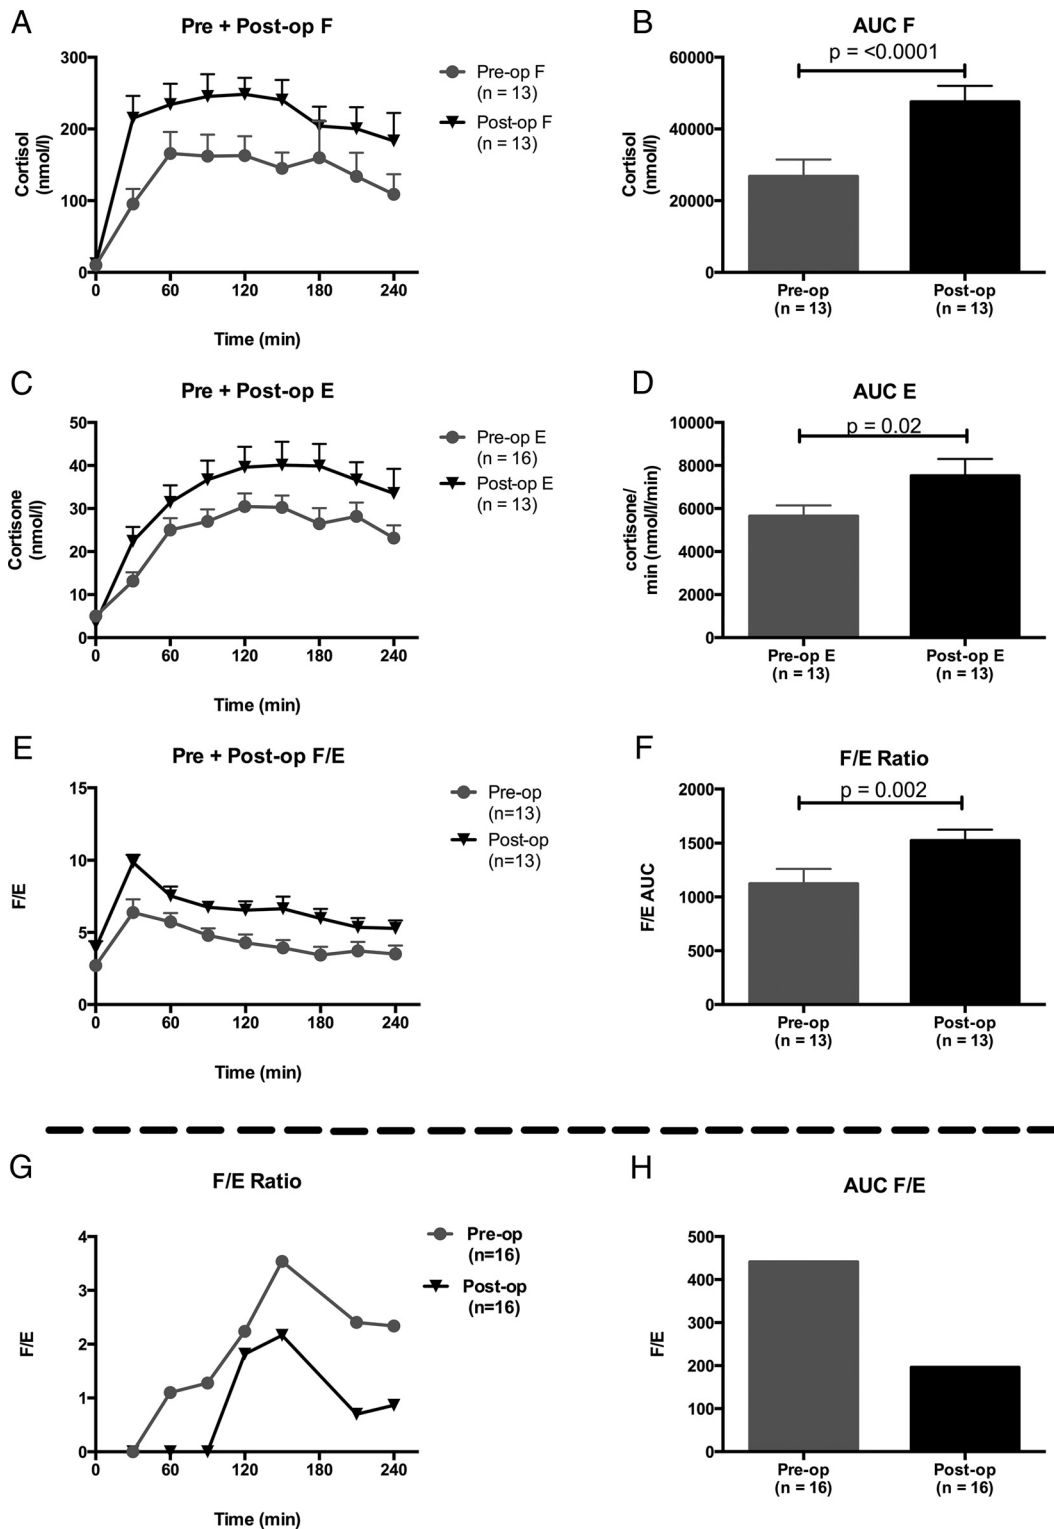 A
Pre + Post-op F
300
200
100
0
Cortisol
(nmol/l)
0 60 120 180 240
Time (min)
Pre-op F
(n = 13)
Post-op F
(n = 13)
B
AUC F
p = <0.0001
60000
40000
20000
0
Cortisol
(nmol/l)
Pre-op
(n = 13)
Post-op
(n = 13)
C
Pre + Post-op E
50
40
30
20
10
0
Cortisone
(nmol/l)
0 60 120 180 240
Time (min)
Pre-op E
(n = 16)
Post-op E
(n = 13)
D
AUC E
p = 0.02
10000
8000
6000
4000
2000
0
cortisone/
min (nmol/l/min)
Pre-op E
(n = 13)
Post-op E
(n = 13)
E
Pre + Post-op F/E
15
10
5
0
F/E
0 60 120 180 240
Time (min)
Pre-op
(n=13)
Post-op
(n=13)
F
F/E Ratio
p = 0.002
2000
1500
1000
500
0
F/E AUC
Pre-op
(n = 13)
Post-op
(n = 13)
G
F/E Ratio
4
3
2
1
0
F/E
0 60 120 180 240
Time (min)
Pre-op
(n=16)
Post-op
(n=16)
H
AUC F/E
500
400
300
200
100
0
F/E
Pre-op
(n = 16)
Post-op
(n = 16)